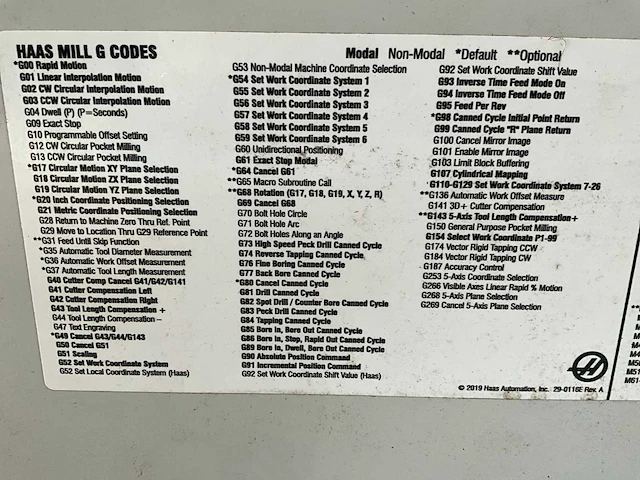 HAAS MILL G CODES
Modal Non-Modal *Default **Optional
*G00 Rapid Motion
G01 Linear Interpolation Motion
G02 CW Circular Interpolation Motion
G03 CCW Circular Interpolation Motion
G04 Dwell (P) (P=Seconds)
G09 Exact Stop
G10 Programmable Offset Setting
G12 CW Circular Pocket Milling
G13 CCW Circular Pocket Milling
*G17 Circular Motion XY Plane Selection
G18 Circular Motion ZX Plane Selection
G19 Circular Motion YZ Plane Selection
*G20 Inch Coordinate Positioning Selection
G21 Metric Coordinate Positioning Selection
G28 Return to Machine Zero Thru Ref. Point
G29 Move to Location Thru G29 Reference Point
**G31 Feed Until Skip Function
*G35 Automatic Tool Diameter Measurement
*G36 Automatic Work Offset Measurement
*G37 Automatic Tool Length Measurement
G40 Cutter Comp Cancel G41/G42/G141
G41 Cutter Compensation Left
G42 Cutter Compensation Right
G43 Tool Length Compensation +
G44 Tool Length Compensation –
G47 Text Engraving
*G49 Cancel G43/G44/G143
G50 Cancel G51
G51 Scaling
G52 Set Work Coordinate System
G52 Set Local Coordinate System (Haas)
G53 Non-Modal Machine Coordinate Selection
*G54 Set Work Coordinate System 1
G55 Set Work Coordinate System 2
G56 Set Work Coordinate System 3
G57 Set Work Coordinate System 4
G58 Set Work Coordinate System 5
G59 Set Work Coordinate System 6
G60 Unidirectional Positioning
G61 Exact Stop Modal
*G64 Cancel G61
**G65 Macro Subroutine Call
**G68 Rotation (G17, G18, G19, X, Y, Z, R)
G69 Cancel G68
G70 Bolt Hole Circle
G71 Bolt Hole Arc
G72 Bolt Holes Along an Angle
G73 High Speed Peck Drill Canned Cycle
G74 Reverse Tapping Canned Cycle
G76 Fine Boring Canned Cycle
G77 Back Bore Canned Cycle
*G80 Cancel Canned Cycle
G81 Drill Canned Cycle
G82 Spot Drill / Counter Bore Canned Cycle
G83 Peck Drill Canned Cycle
G84 Tapping Canned Cycle
G85 Bore In, Bore Out Canned Cycle
G86 Bore In, Stop, Rapid Out Canned Cycle
G89 Bore In, Dwell, Bore Out Canned Cycle
G90 Absolute Position Command
G91 Incremental Position Command
G92 Set Work Coordinate Shift Value (Haas)
G92 Set Work Coordinate Shift Value
G93 Inverse Time Feed Mode On
G94 Inverse Time Feed Mode Off
G95 Feed Per Rev
*G98 Canned Cycle Initial Point Return
G99 Canned Cycle "R" Plane Return
G100 Cancel Mirror Image
G101 Enable Mirror Image
G103 Limit Block Buffering
G107 Cylindrical Mapping
G110-G129 Set Work Coordinate System 7-26
**G136 Automatic Work Offset Measure
G141 3D+ Cutter Compensation
**G143 5-Axis Tool Length Compensation+
G150 General Purpose Pocket Milling
G154 Select Work Coordinate P1-99
G174 Vector Rigid Tapping CCW
G184 Vector Rigid Tapping CW
G187 Accuracy Control
G253 5-Axis Coordinate Selection
G266 Visible Axes Linear Rapid % Motion
G268 5-Axis Plane Selection
G269 Cancel 5-Axis Plane Selection
© 2019 Haas Automation, Inc. 29-0116E Rev. A